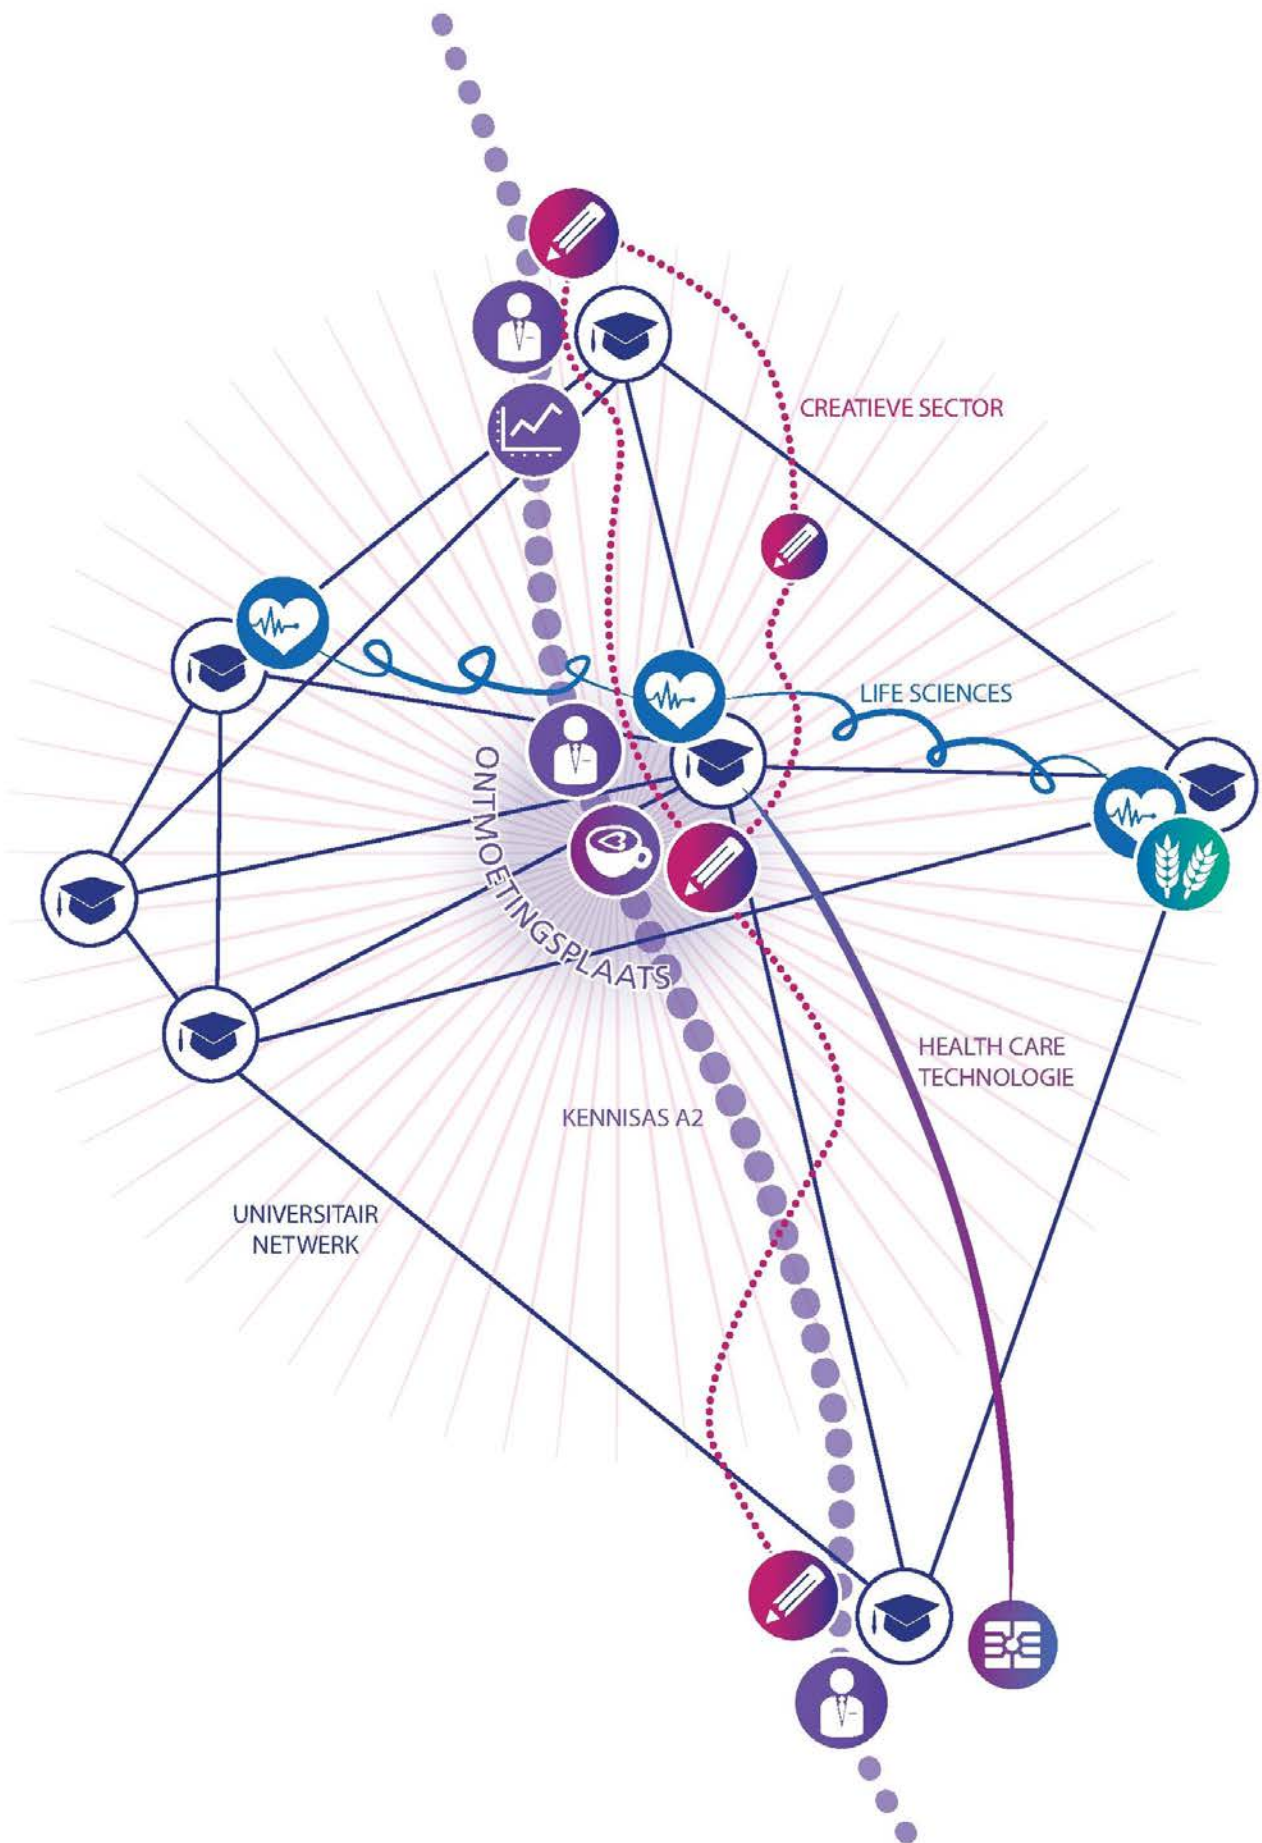 CREATIEVE SECTOR
LIFE SCIENCES
ONTMOETINGSPLAATS
HEALTH CARE
TECHNOLOGIE
KENNISAS A2
UNIVERSITAIR
NETWERK